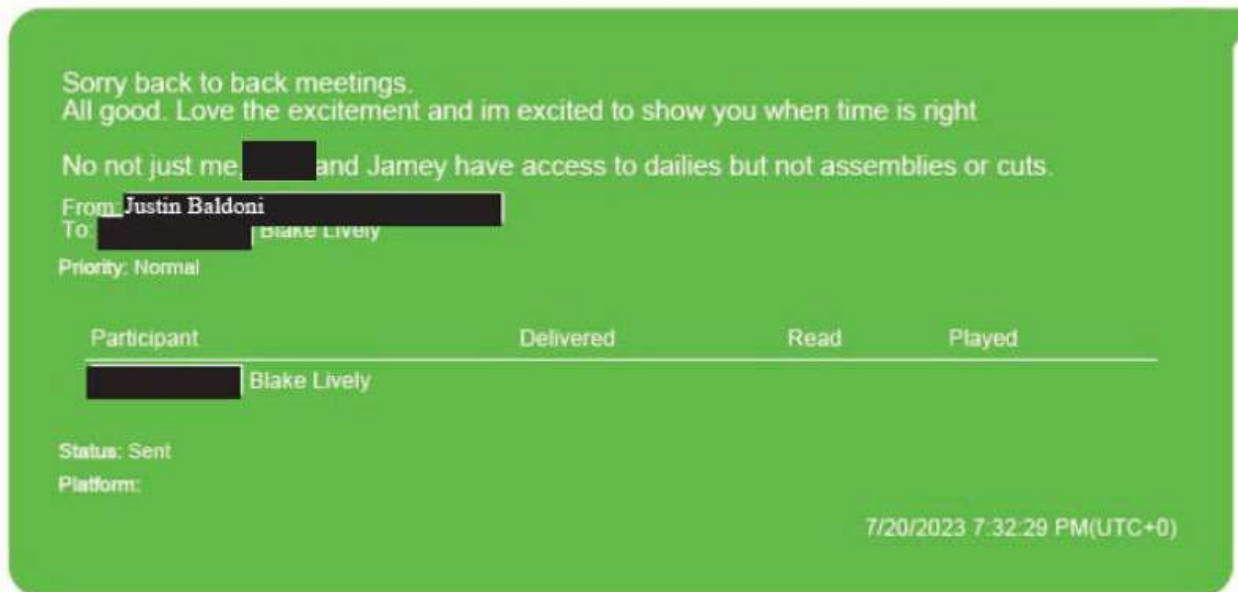 Sorry back to back meetings.
All good. Love the excitement and im excited to show you when time is right
No not just me and Jamey have access to dailies but not assemblies or cuts.
From: Justin Baldoni
To: Blake Lively
Priority: Normal
Participant Delivered Read Played
Blake Lively
Status: Sent
Platform:
7/20/2023 7:32:29 PM(UTC+0)